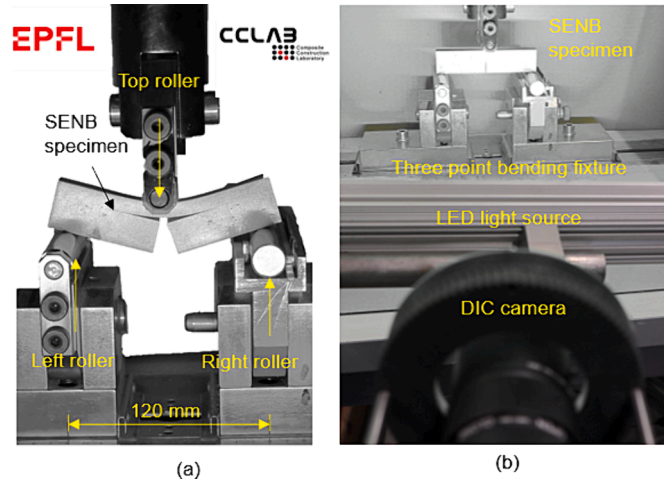 EPFL
CCLAB
Composite
Construction
Laboratory
Top roller
SENB
specimen
Left roller
Right roller
120 mm
(a)
SENB
specimen
Three point bending fixture
LED light source
DIC camera
(b)